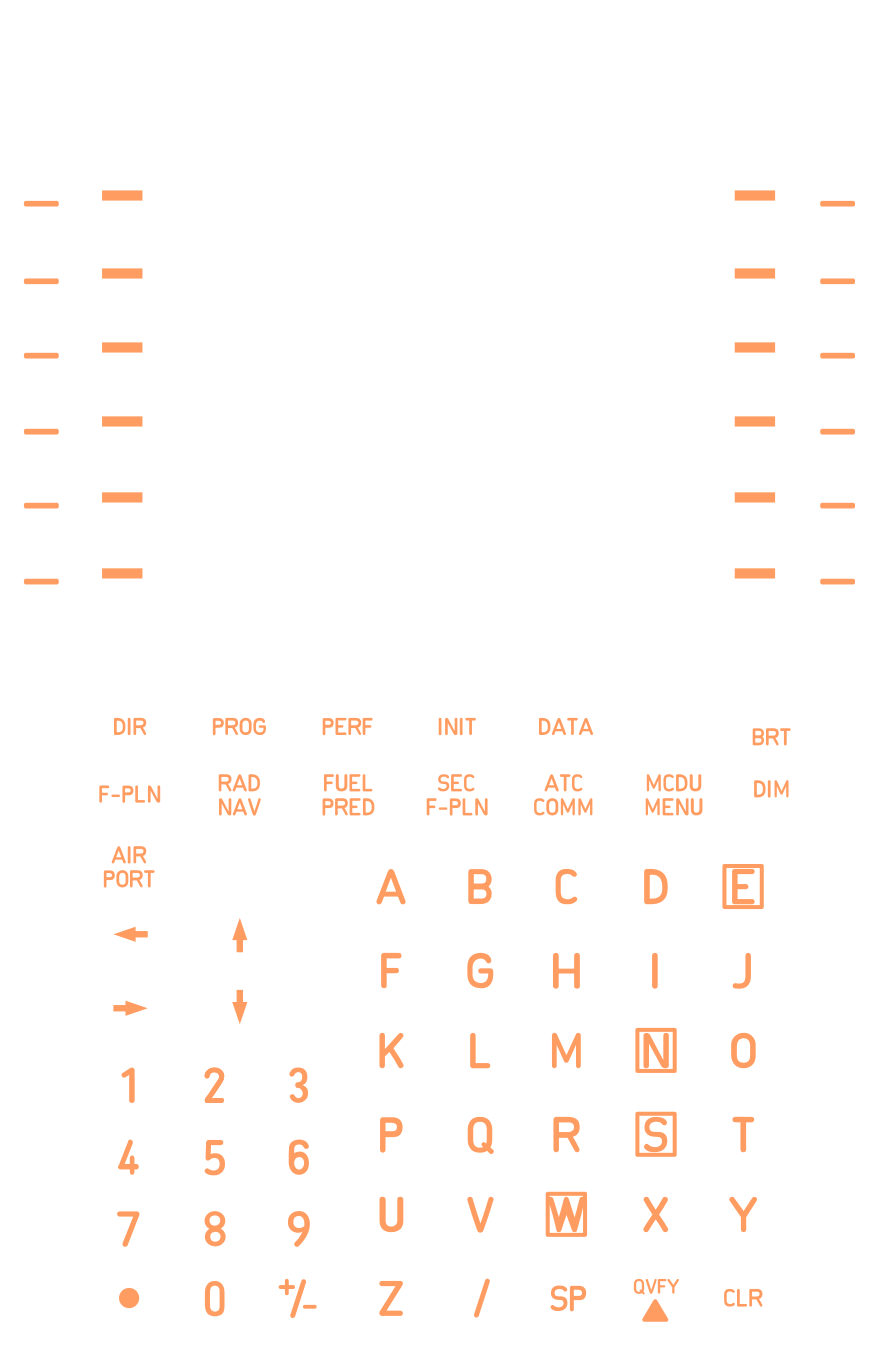 DIR PROG PERF INIT DATA
BRT
F-PLN RAD NAV FUEL PRED SEC F-PLN ATC COMM MCDU MENU DIM
AIR PORT
A B C D E
F G H I J
K L M N O
1 2 3
P Q R S T
4 5 6
U V W X Y
7 8 9
0 +/- Z / SP QVFY CLR